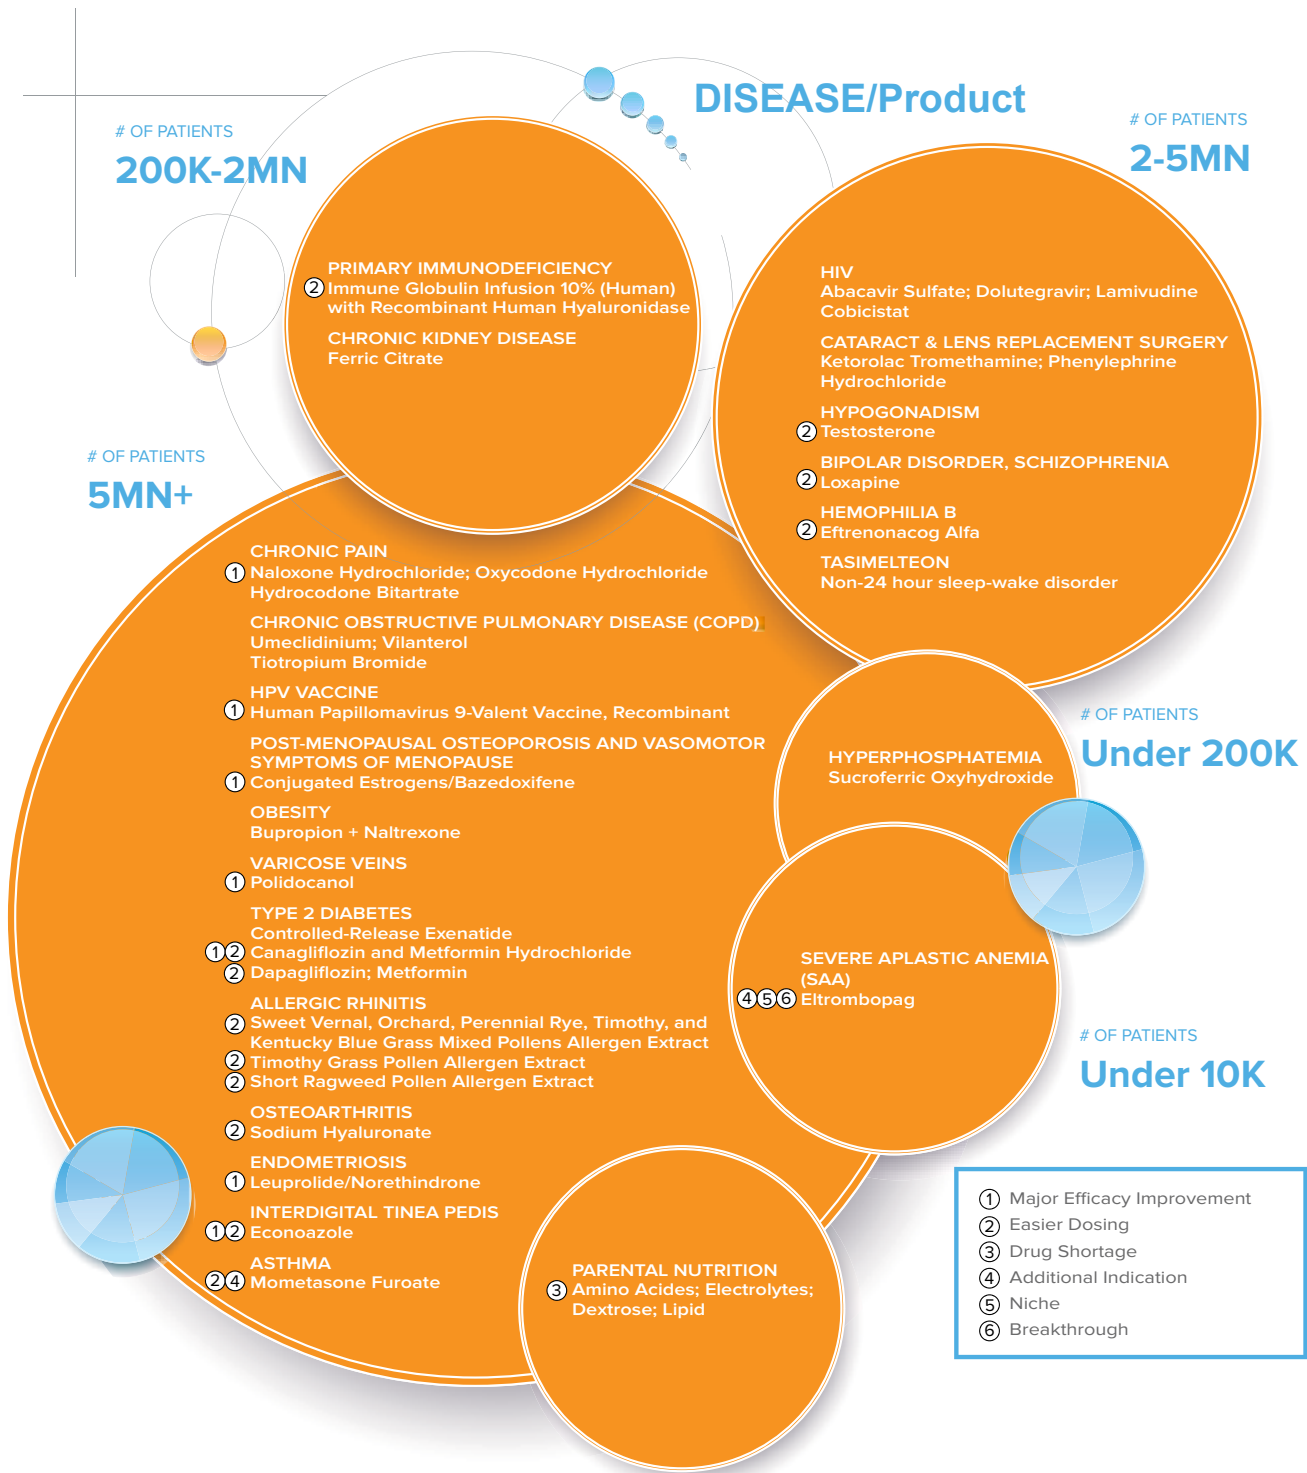 DISEASE/Product
# OF PATIENTS
200K-2MN
PRIMARY IMMUNODEFICIENCY
2 Immune Globulin Infusion 10% (Human)
with Recombinant Human Hyaluronidase
CHRONIC KIDNEY DISEASE
Ferric Citrate
# OF PATIENTS
2-5MN
HIV
Abacavir Sulfate; Dolutegravir; Lamivudine
Cobicistat
CATARACT & LENS REPLACEMENT SURGERY
Ketorolac Tromethamine; Phenylephrine
Hydrochloride
HYPOGONADISM
2 Testosterone
BIPOLAR DISORDER, SCHIZOPHRENIA
2 Loxapine
HEMOPHILIA B
2 Eftrenonacog Alfa
TASIMELTEON
Non-24 hour sleep-wake disorder
# OF PATIENTS
5MN+
CHRONIC PAIN
1 Naloxone Hydrochloride; Oxycodone Hydrochloride
Hydrocodone Bitartrate
CHRONIC OBSTRUCTIVE PULMONARY DISEASE (COPD)
Umeclidinium; Vilanterol
Tiotropium Bromide
HPV VACCINE
1 Human Papillomavirus 9-Valent Vaccine, Recombinant
POST-MENOPAUSAL OSTEOPOROSIS AND VASOMOTOR
SYMPTOMS OF MENOPAUSE
1 Conjugated Estrogens/Bazedoxifene
OBESITY
Bupropion + Naltrexone
VARICOSE VEINS
1 Polidocanol
TYPE 2 DIABETES
Controlled-Release Exenatide
1 2 Canagliflozin and Metformin Hydrochloride
2 Dapagliflozin; Metformin
ALLERGIC RHINITIS
2 Sweet Vernal, Orchard, Perennial Rye, Timothy, and
Kentucky Blue Grass Mixed Pollens Allergen Extract
2 Timothy Grass Pollen Allergen Extract
2 Short Ragweed Pollen Allergen Extract
OSTEOARTHRITIS
2 Sodium Hyaluronate
ENDOMETRIOSIS
1 Leuprolide/Norethindrone
INTERDIGITAL TINEA PEDIS
1 2 Econoazole
ASTHMA
2 4 Mometasone Furoate
# OF PATIENTS
Under 200K
HYPERPHOSPHATEMIA
Sucroferric Oxyhydroxide
SEVERE APLASTIC ANEMIA
(SAA)
4 5 6 Eltrombopag
# OF PATIENTS
Under 10K
PARENTAL NUTRITION
3 Amino Acides; Electrolytes;
Dextrose; Lipid
1 Major Efficacy Improvement
2 Easier Dosing
3 Drug Shortage
4 Additional Indication
5 Niche
6 Breakthrough